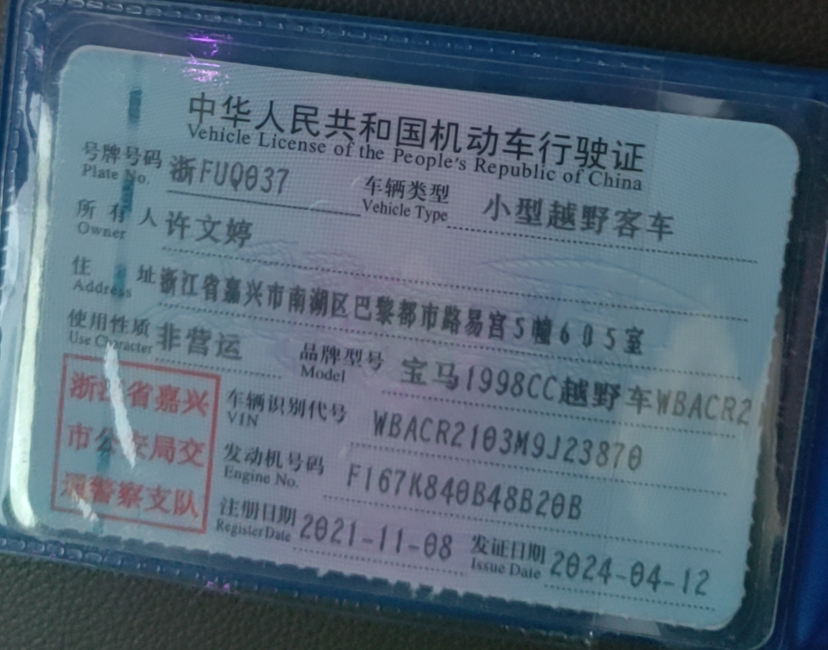 中华人民共和国机动车行驶证
Vehicle License of the People's Republic of China
号牌号码 浙FUQ037 车辆类型 小型越野客车
Plate No. Vehicle Type
所有人 许文婷
Owner
住址 浙江省嘉兴市南湖区巴黎都市路易宫5幢605室
Address
使用性质 非营运 品牌型号 宝马1998CC越野车WBACR2
Use Character Model
浙江省嘉兴
市公安局交
通警察支队
车辆识别代号 WBACR2103M9J23870
VIN
发动机号码 F167K840B48B20B
Engine No.
注册日期 2021-11-08 发证日期 2024-04-12
Register Date Issue Date